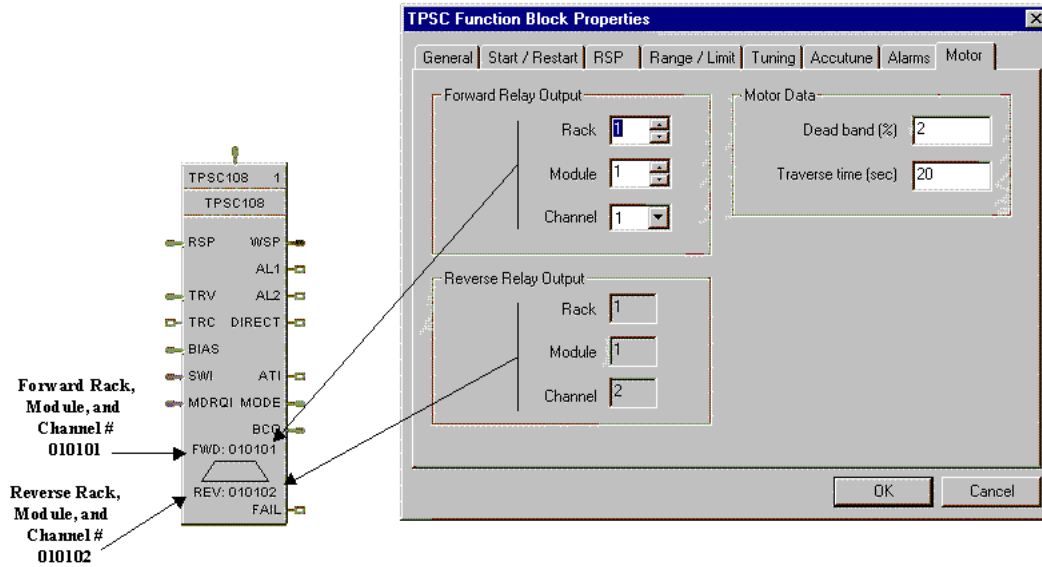 TPSC Function Block Properties
General Start / Restart RSP Range / Limit Tuning Accutune Alarms Motor
Forward Relay Output
Rack 1
Module 1
Channel 1
Motor Data
Dead band (%) 2
Traverse time (sec) 20
Reverse Relay Output
Rack 1
Module 1
Channel 2
OK Cancel
TPSC108 1
TPSC108
RSP WSP
AL1
TRV AL2
TRC DIRECT
BIAS
SWI ATI
MDRQI MODE
BCO
FWD: 010101
REV: 010102
FAIL
Forward Rack,
Module, and
Channel #
010101
Reverse Rack,
Module, and
Channel #
010102